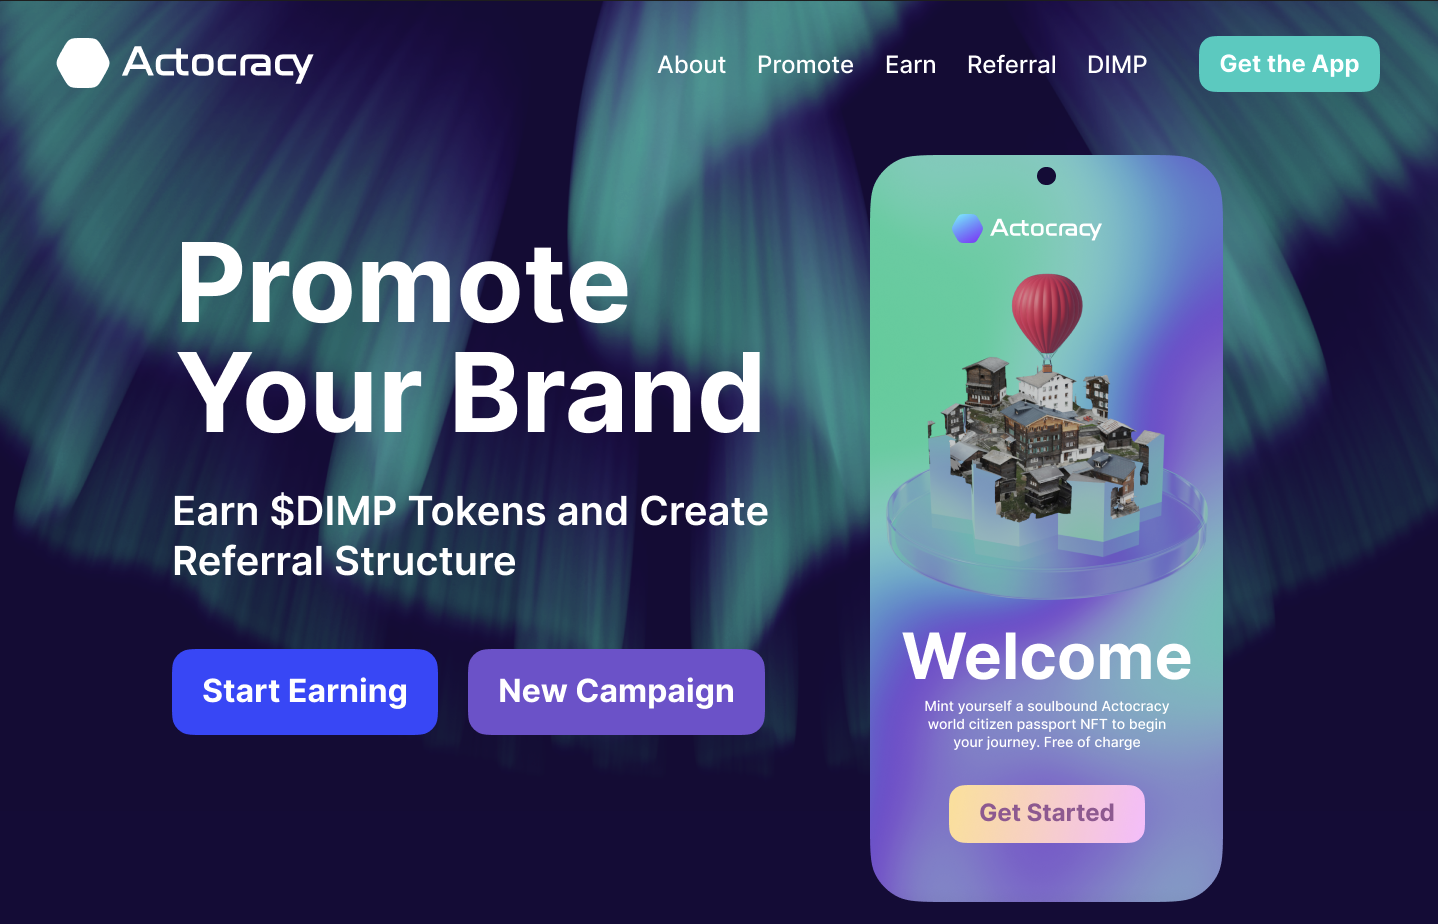 Actocracy
About Promote Earn Referral DIMP Get the App
Promote
Your Brand
Earn $DIMP Tokens and Create
Referral Structure
Start Earning New Campaign
Actocracy
Welcome
Mint yourself a soulbound Actocracy
world citizen passport NFT to begin
your journey. Free of charge
Get Started